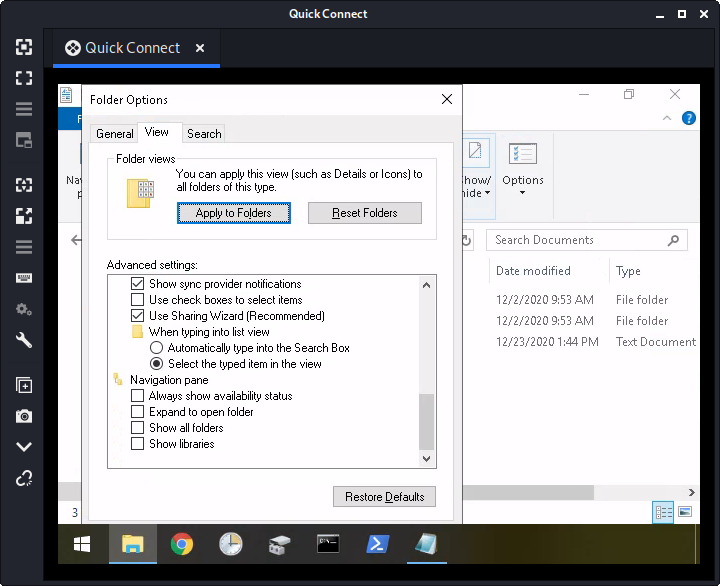 Quick Connect
Quick Connect
Folder Options
General View Search
Folder views
You can apply this view (such as Details or Icons) to
all folders of this type.
Apply to Folders Reset Folders
Advanced settings:
Show sync provider notifications
Use check boxes to select items
Use Sharing Wizard (Recommended)
When typing into list view
Automatically type into the Search Box
Select the typed item in the view
Navigation pane
Always show availability status
Expand to open folder
Show all folders
Show libraries
Restore Defaults
F
Nav
p
how/
ide
Options
Search Documents
Date modified Type
12/2/2020 9:53 AM File folder
12/2/2020 9:53 AM File folder
12/23/2020 1:44 PM Text Document
3